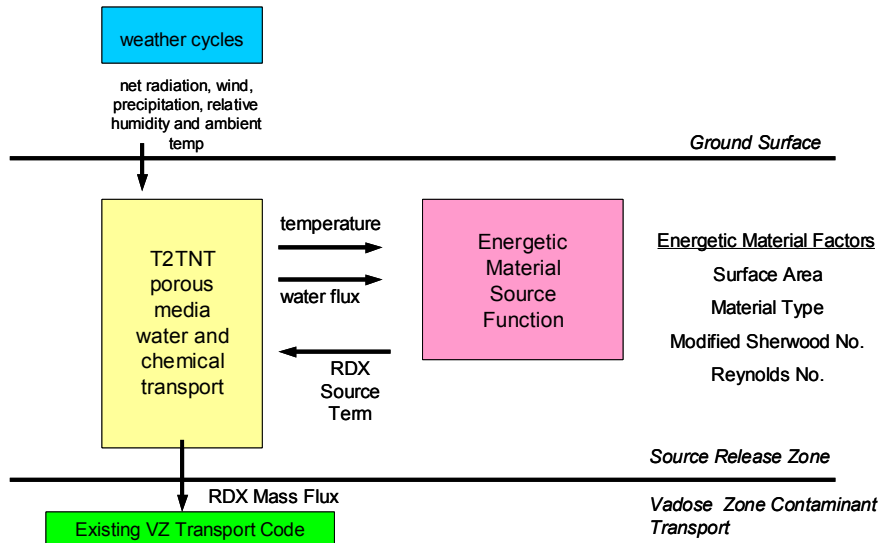 weather cycles
net radiation, wind,
precipitation, relative
humidity and ambient
temp
Ground Surface
T2TNT
porous
media
water and
chemical
transport
temperature
water flux
RDX
Source
Term
Energetic
Material
Source
Function
Energetic Material Factors
Surface Area
Material Type
Modified Sherwood No.
Reynolds No.
Source Release Zone
RDX Mass Flux
Vadose Zone Contaminant
Transport
Existing VZ Transport Code